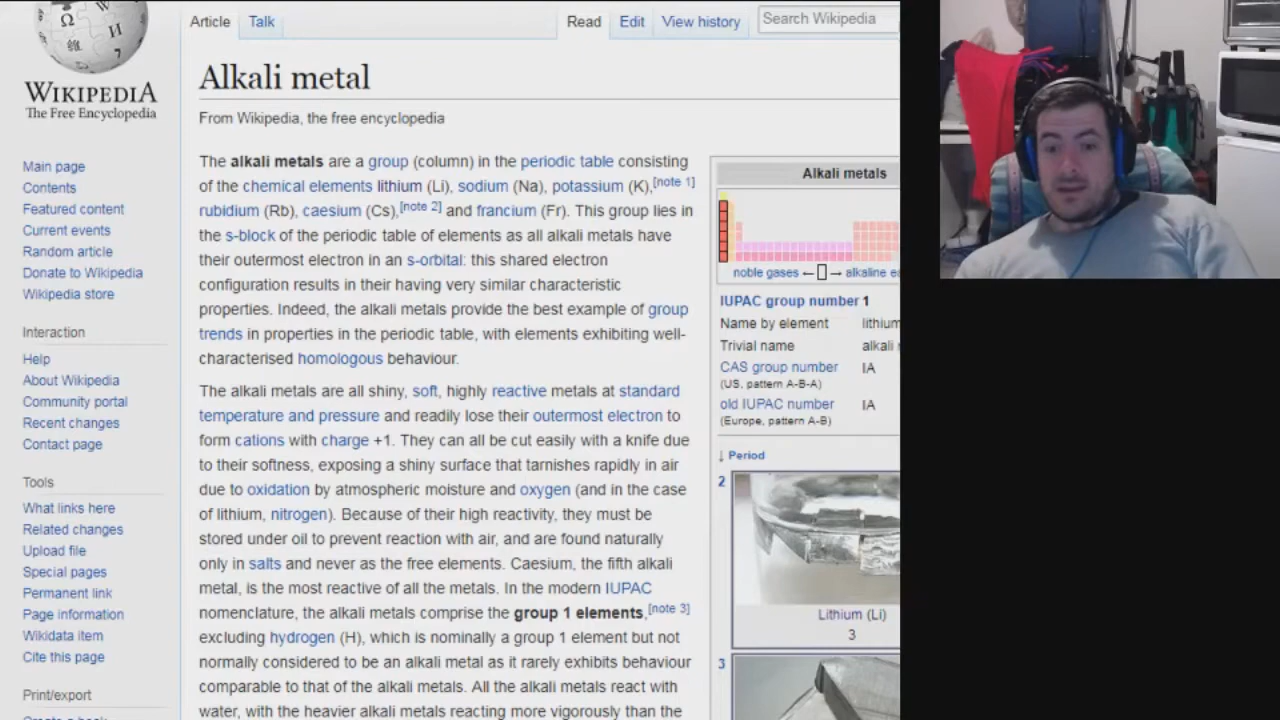 Article
Talk
Read
Edit
View history
Search Wikipedia
WIKIPEDIA
The Free Encyclopedia
Main page
Contents
Featured content
Current events
Random article
Donate to Wikipedia
Wikipedia store
Interaction
Help
About Wikipedia
Community portal
Recent changes
Contact page
Tools
What links here
Related changes
Upload file
Special pages
Permanent link
Page information
Wikidata item
Cite this page
Print/export
Alkali metal
From Wikipedia, the free encyclopedia
The alkali metals are a group (column) in the periodic table consisting
of the chemical elements lithium (Li), sodium (Na), potassium (K),[note 1]
rubidium (Rb), caesium (Cs),[note 2] and francium (Fr). This group lies in
the s-block of the periodic table of elements as all alkali metals have
their outermost electron in an s-orbital: this shared electron
configuration results in their having very similar characteristic
properties. Indeed, the alkali metals provide the best example of group
trends in properties in the periodic table, with elements exhibiting well-
characterised homologous behaviour.
The alkali metals are all shiny, soft, highly reactive metals at standard
temperature and pressure and readily lose their outermost electron to
form cations with charge +1. They can all be cut easily with a knife due
to their softness, exposing a shiny surface that tarnishes rapidly in air
due to oxidation by atmospheric moisture and oxygen (and in the case
of lithium, nitrogen). Because of their high reactivity, they must be
stored under oil to prevent reaction with air, and are found naturally
only in salts and never as the free elements. Caesium, the fifth alkali
metal, is the most reactive of all the metals. In the modern IUPAC
nomenclature, the alkali metals comprise the group 1 elements,[note 3]
excluding hydrogen (H), which is nominally a group 1 element but not
normally considered to be an alkali metal as it rarely exhibits behaviour
comparable to that of the alkali metals. All the alkali metals react with
water, with the heavier alkali metals reacting more vigorously than the
Alkali metals
noble gases ←▯→ alkaline
IUPAC group number 1
Name by element lithium
Trivial name alkali
CAS group number IA
(US, pattern A-B-A)
old IUPAC number IA
(Europe, pattern A-B)
↓ Period
2
Lithium (Li)
3
3